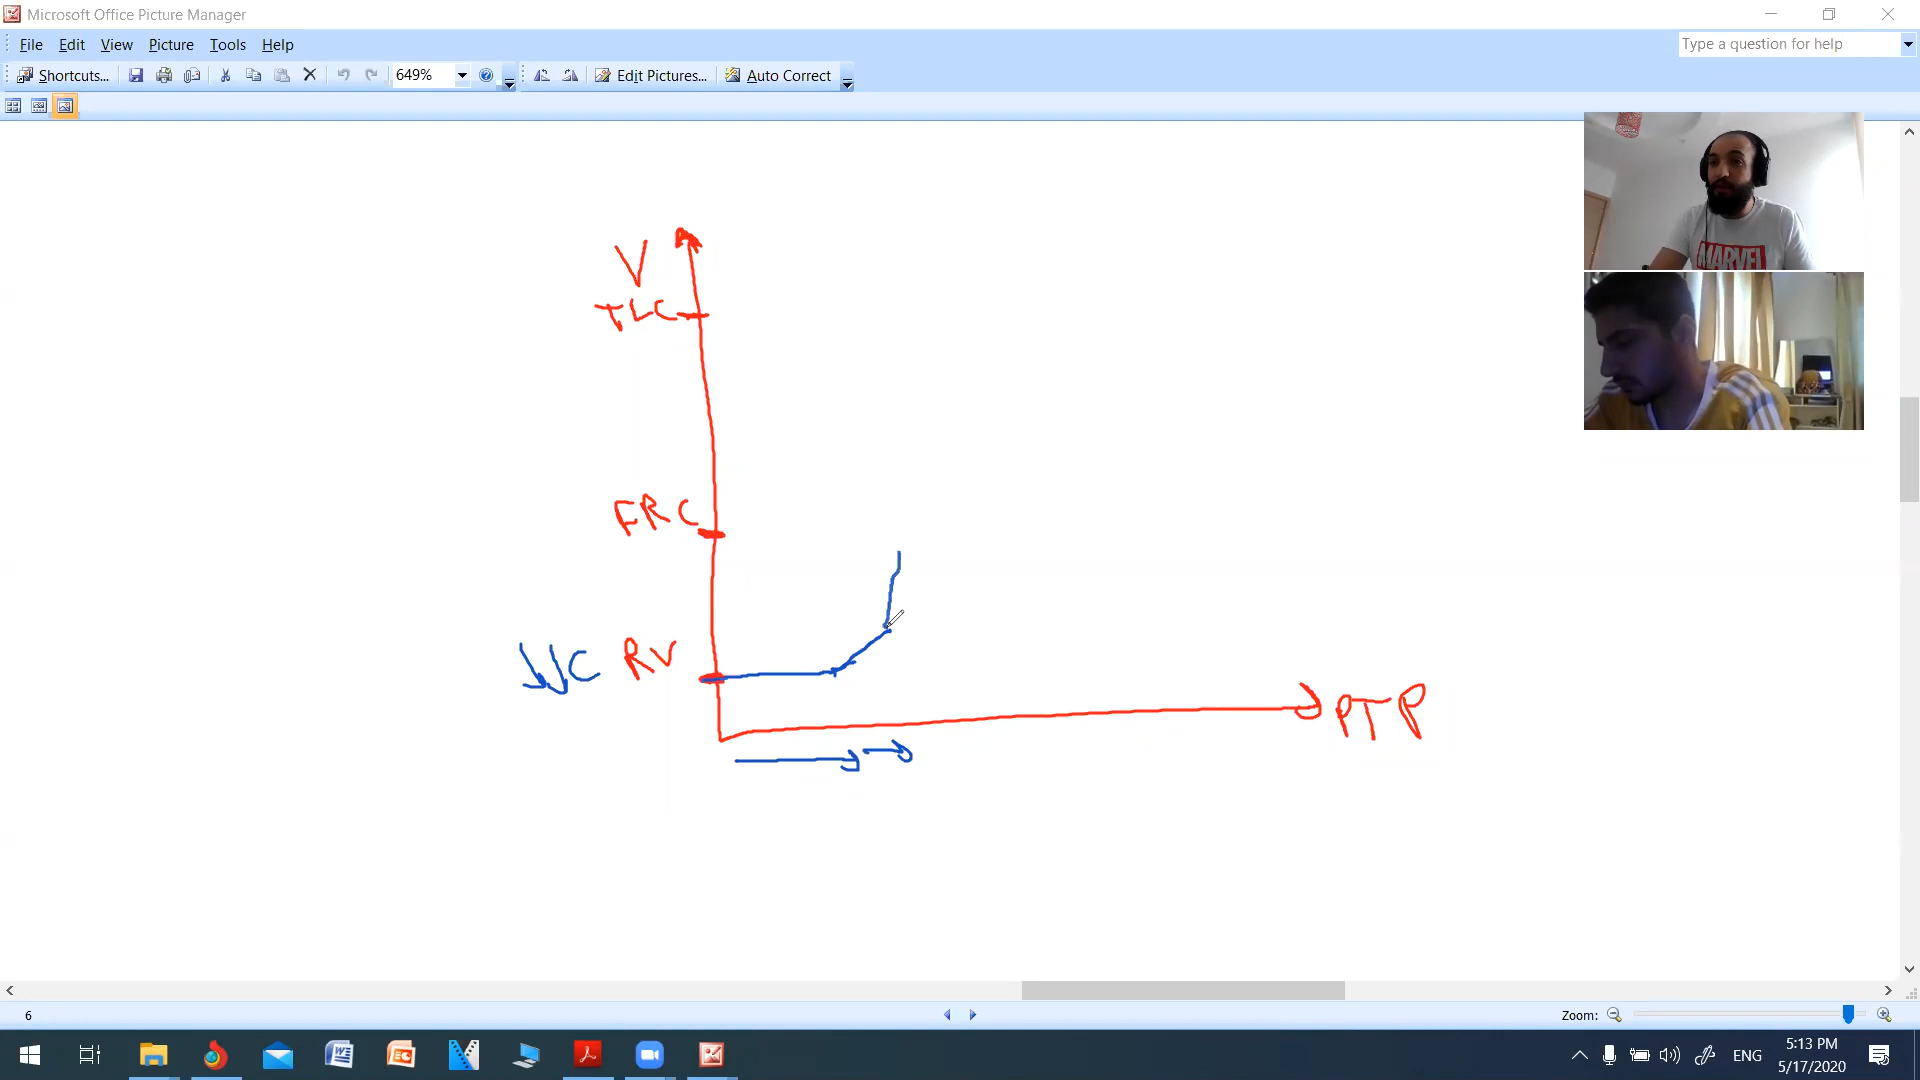 Microsoft Office Picture Manager
File Edit View Picture Tools Help
Type a question for help
Shortcuts... 649% Edit Pictures... Auto Correct
MARVEL
V
TLC
FRC
↓↓C RV
PTP
6
Zoom:
ENG
5:13 PM
5/17/2020